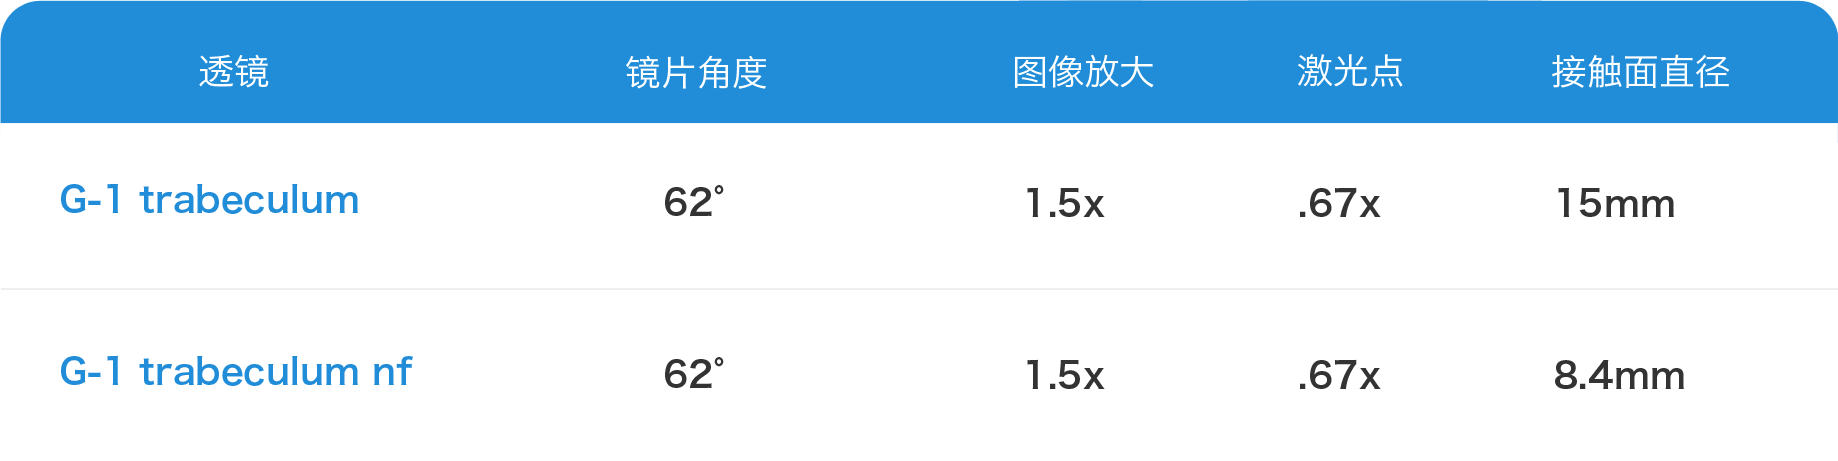 透镜 镜片角度 图像放大 激光点 接触面直径
G-1 trabeculum 62° 1.5x .67x 15mm
G-1 trabeculum nf 62° 1.5x .67x 8.4mm